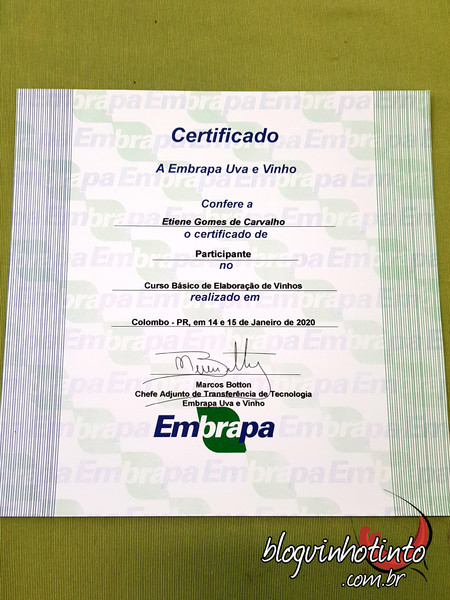 Certificado
A Embrapa Uva e Vinho
Confere a
Etiene Gomes de Carvalho
o certificado de
Participante
no
Curso Básico de Elaboração de Vinhos
realizado em
Colombo - PR, em 14 e 15 de Janeiro de 2020
Marcos Botton
Chefe Adjunto de Transferência de Tecnologia
Embrapa Uva e Vinho
Embrapa
blogvinhotinto
.com.br